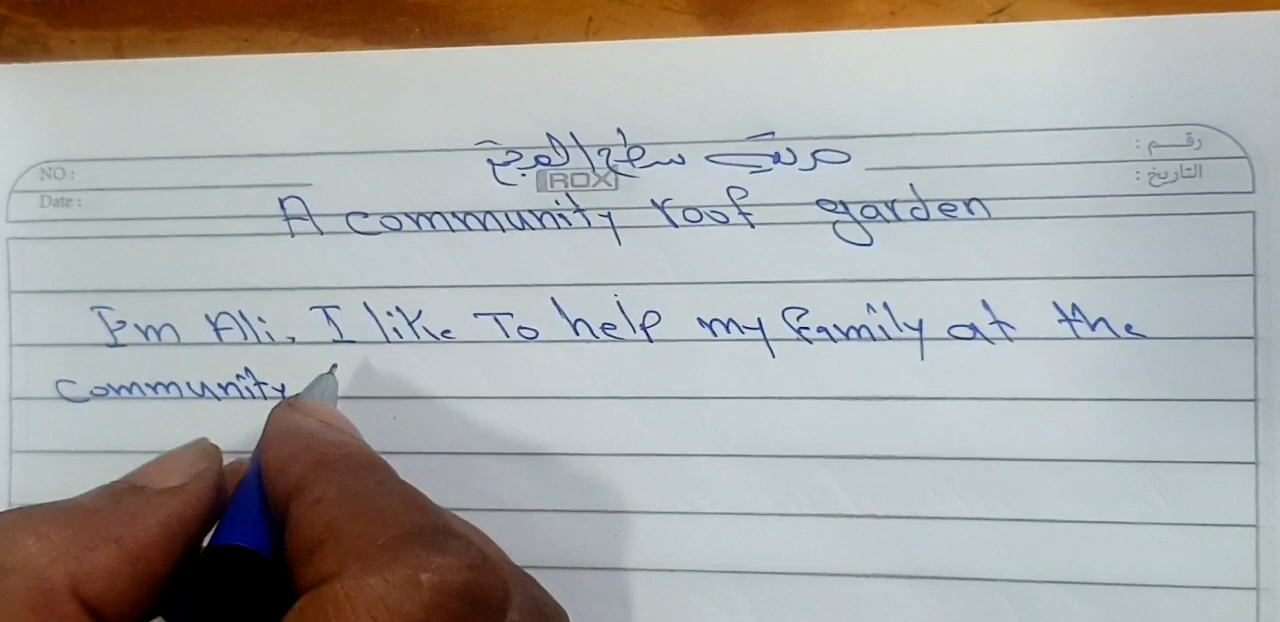 NO:
Date:
رقم:
التاريخ:
سطح المجتمع
ROX
A community roof garden
I'm Ali. I like To help my family at the
community